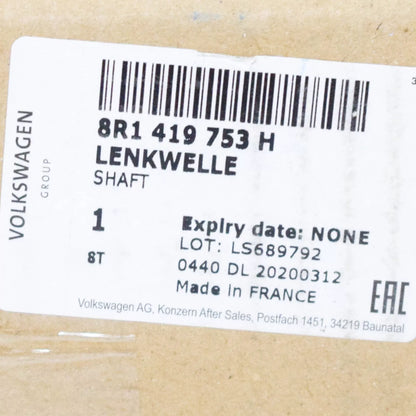 3
8R1 419 753 H
LENKWELLE
SHAFT
VOLKSWAGEN
GROUP
1
Expiry date: NONE
8T
LOT: LS689792
0440 DL 20200312
Made in FRANCE
EAC
Volkswagen AG, Konzern After Sales, Postfach 1451, 34219 Baunatal